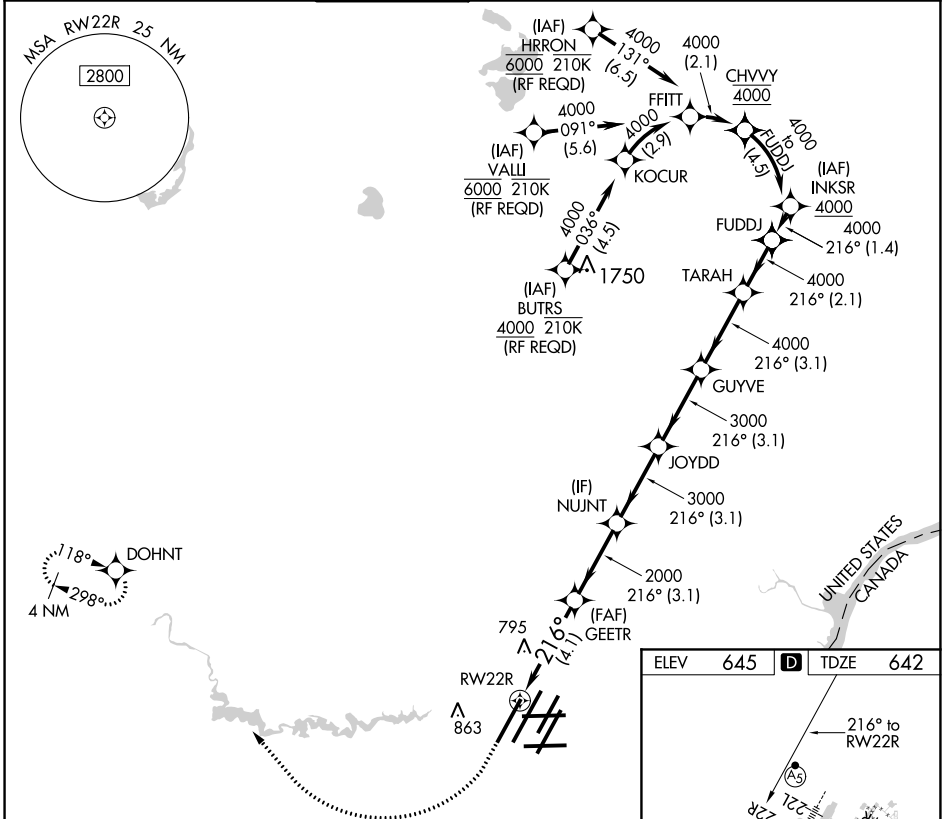 MSA RW22R 25 NM
2800
(IAF)
HRRON
6000 210K
(RF REQD)
4000
131°
(6.5)
4000
(2.1)
CHVVY
4000
FFITT
4000
091°
(5.6)
(IAF)
VALLI
6000 210K
(RF REQD)
4000
(2.9)
KOCUR
4000
to
FUDDJ
(4.5)
(IAF)
INKSR
4000
4000
216° (1.4)
FUDDJ
4000
036°
(4.5)
1750
(IAF)
BUTRS
4000 210K
(RF REQD)
TARAH
4000
216° (2.1)
4000
216° (3.1)
GUYVE
3000
216° (3.1)
JOYDD
(IF)
NUJNT
3000
216° (3.1)
118°
DOHNT
298°
4 NM
2000
216° (3.1)
(FAF)
GEETR
UNITED STATES
CANADA
795
216°
(4.1)
RW22R
863
ELEV 645 D TDZE 642
216° to
RW22R
A5
22R
22L